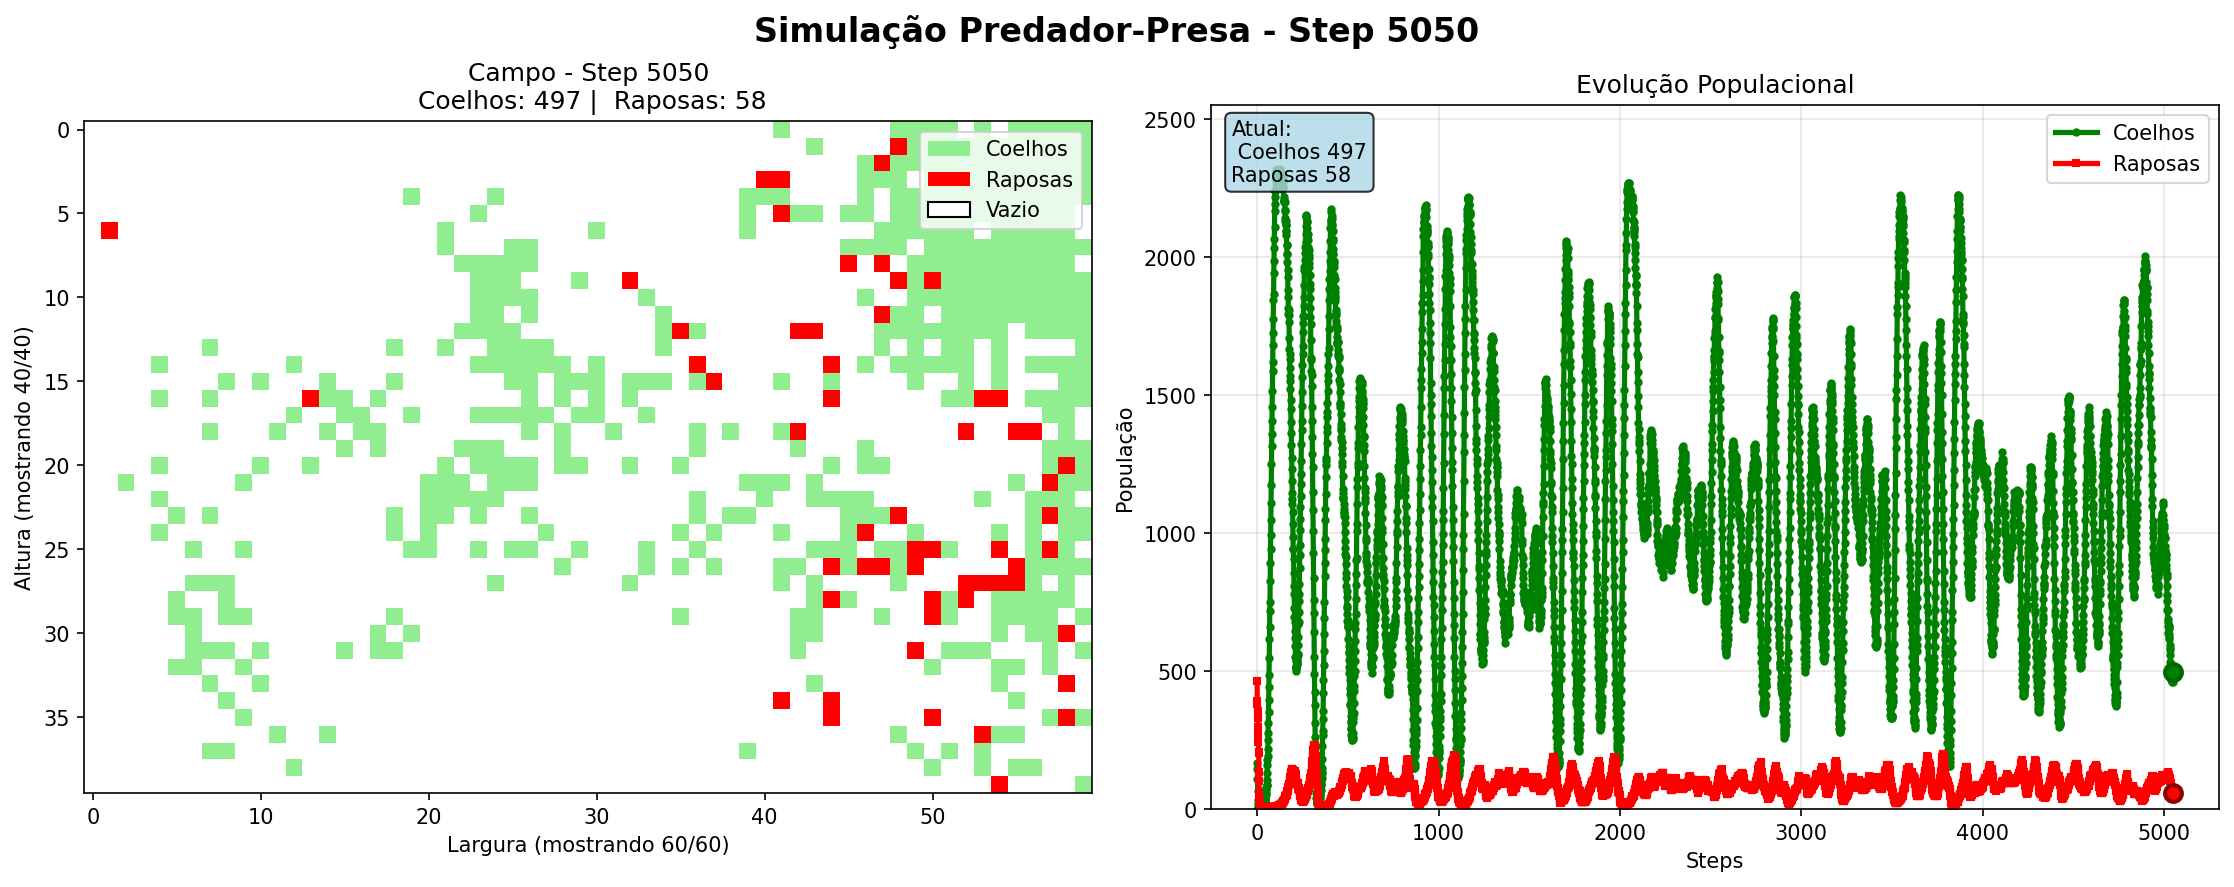 Simulação Predador-Presa - Step 5050
Campo - Step 5050
Coelhos: 497 |  Raposas: 58
Altura (mostrando 40/40)
0
5
10
15
20
25
30
35
0
10
20
30
40
50
Largura (mostrando 60/60)
Coelhos
Raposas
Vazio
Evolução Populacional
População
2500
2000
1500
1000
500
0
0
1000
2000
3000
4000
5000
Steps
Atual:
Coelhos 497
Raposas 58
Coelhos
Raposas